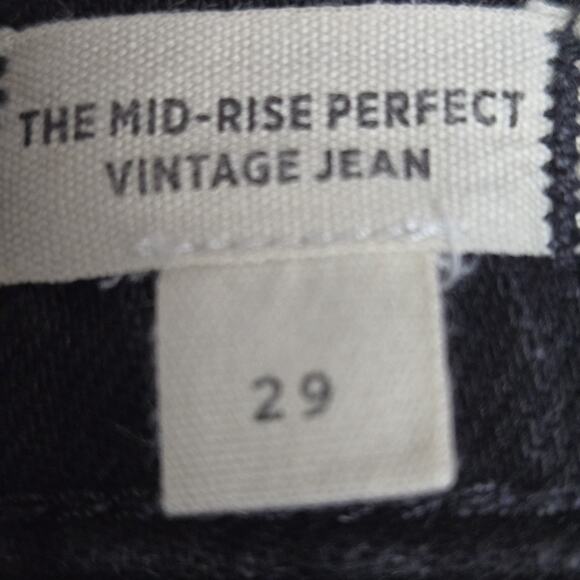 THE MID-RISE PERFECT
VINTAGE JEAN
29